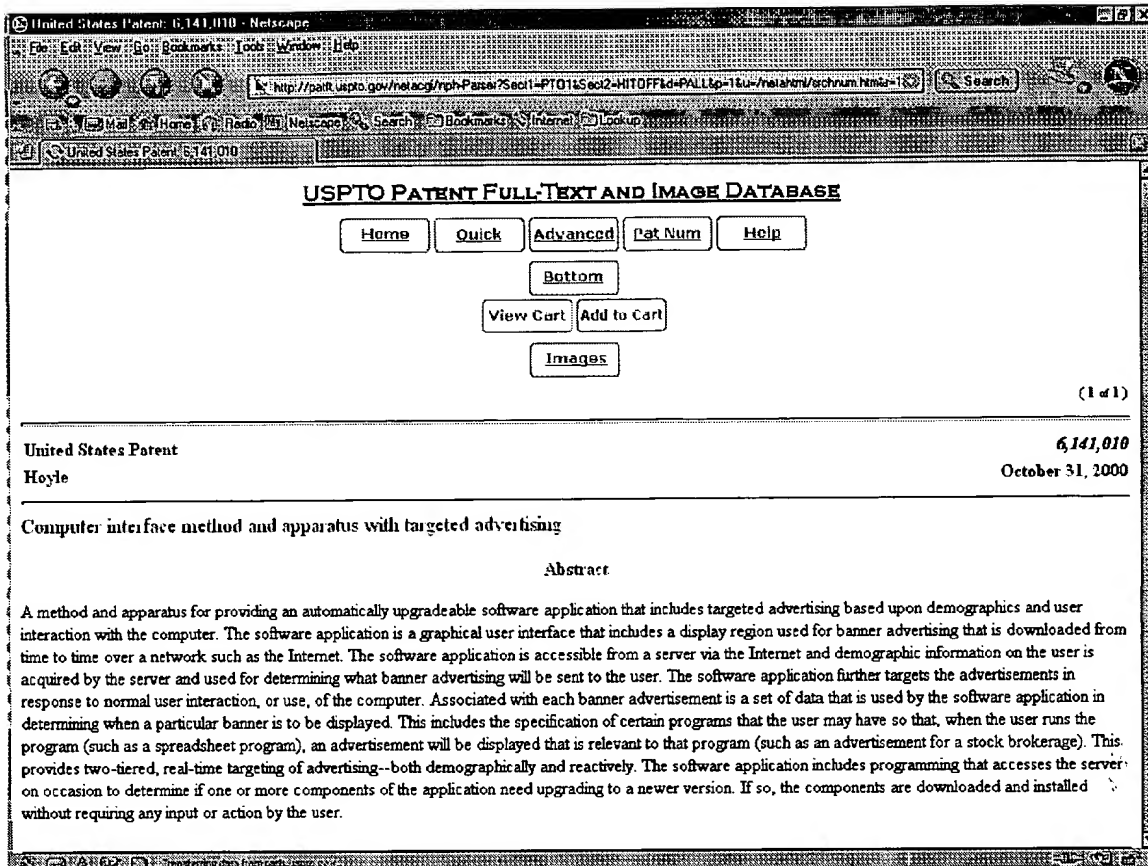 United States Patent: 6,141,010 - Netscape
File Edit View Go Bookmarks Tools Window Help
Search
Mail Home Radio Netscape Search Bookmarks Internet Lookup
United States Patent: 6,141,010
USPTO PATENT FULL-TEXT AND IMAGE DATABASE
Home Quick Advanced Pat Num Help
Bottom
View Cart Add to Cart
Images
(1 of 1)
United States Patent 6,141,010
Hoyle October 31, 2000
Computer interface method and apparatus with targeted advertising
Abstract
A method and apparatus for providing an automatically upgradeable software application that includes targeted advertising based upon demographics and user
interaction with the computer. The software application is a graphical user interface that includes a display region used for banner advertising that is downloaded from
time to time over a network such as the Internet. The software application is accessible from a server via the Internet and demographic information on the user is
acquired by the server and used for determining what banner advertising will be sent to the user. The software application further targets the advertisements in
response to normal user interaction, or use, of the computer. Associated with each banner advertisement is a set of data that is used by the software application in
determining when a particular banner is to be displayed. This includes the specification of certain programs that the user may have so that, when the user runs the
program (such as a spreadsheet program), an advertisement will be displayed that is relevant to that program (such as an advertisement for a stock brokerage). This
provides two-tiered, real-time targeting of advertising--both demographically and reactively. The software application includes programming that accesses the server
on occasion to determine if one or more components of the application need upgrading to a newer version. If so, the components are downloaded and installed
without requiring any input or action by the user.